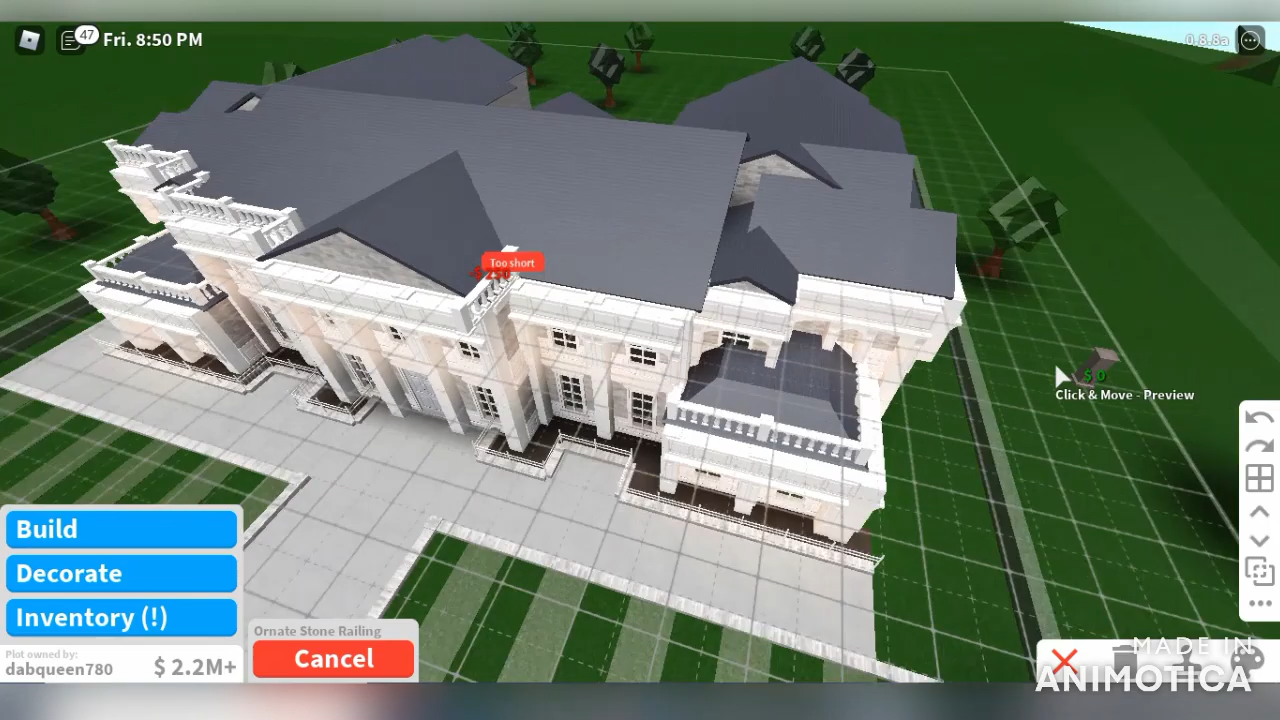 47
Fri. 8:50 PM
0.8.8a
Too short
$ 0
Click & Move - Preview
Build
Decorate
Inventory (!)
Plot owned by:
dabqueen780
$ 2.2M+
Ornate Stone Railing
Cancel
MADE IN
ANIMOTICA